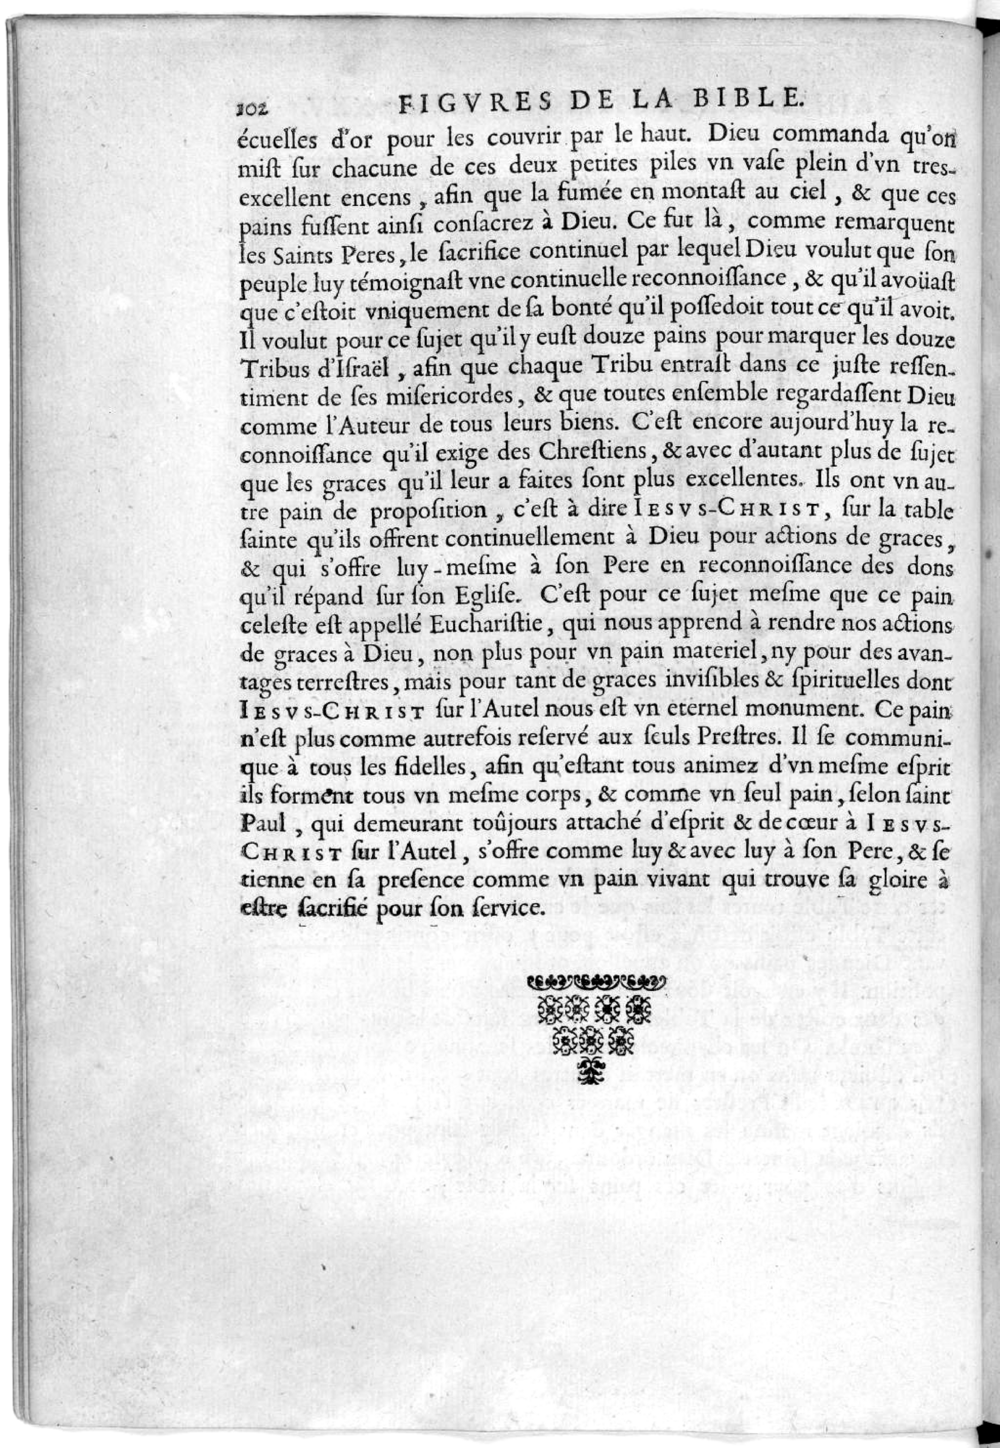 102 FIGVRES DE LA BIBLE.
écuelles d'or pour les couvrir par le haut. Dieu commanda qu'on
miſt ſur chacune de ces deux petites piles vn vaſe plein d'vn tres-
excellent encens, afin que la fumée en montaſt au ciel, & que ces
pains fuſſent ainſi conſacrez à Dieu. Ce fut là, comme remarquent
les Saints Peres, le ſacrifice continuel par lequel Dieu voulut que ſon
peuple luy témoignaſt vne continuelle reconnoiſſance, & qu'il avoüaſt
que c'eſtoit vniquement de ſa bonté qu'il poſſedoit tout ce qu'il avoit.
Il voulut pour ce ſujet qu'il y euſt douze pains pour marquer les douze
Tribus d'Iſraël, afin que chaque Tribu entraſt dans ce juſte reſſen-
timent de ſes miſericordes, & que toutes enſemble regardaſſent Dieu
comme l'Auteur de tous leurs biens. C'eſt encore aujourd'huy la re-
connoiſſance qu'il exige des Chreſtiens, & avec d'autant plus de ſujet
que les graces qu'il leur a faites ſont plus excellentes. Ils ont vn au-
tre pain de propoſition, c'eſt à dire IESVS-CHRIST, ſur la table
ſainte qu'ils offrent continuellement à Dieu pour actions de graces,
& qui s'offre luy-meſme à ſon Pere en reconnoiſſance des dons
qu'il répand ſur ſon Egliſe. C'eſt pour ce ſujet meſme que ce pain
celeſte eſt appellé Euchariſtie, qui nous apprend à rendre nos actions
de graces à Dieu, non plus pour vn pain materiel, ny pour des avan-
tages terreſtres, mais pour tant de graces inviſibles & ſpirituelles dont
IESVS-CHRIST ſur l'Autel nous eſt vn eternel monument. Ce pain
n'eſt plus comme autrefois reſervé aux ſeuls Preſtres. Il ſe communi-
que à tous les fidelles, afin qu'eſtant tous animez d'vn meſme eſprit
ils forment tous vn meſme corps, & comme vn ſeul pain, ſelon ſaint
Paul, qui demeurant toûjours attaché d'eſprit & de cœur à IESVS-
CHRIST ſur l'Autel, s'offre comme luy & avec luy à ſon Pere, & ſe
tienne en ſa preſence comme vn pain vivant qui trouve ſa gloire à
eſtre ſacrifié pour ſon ſervice.